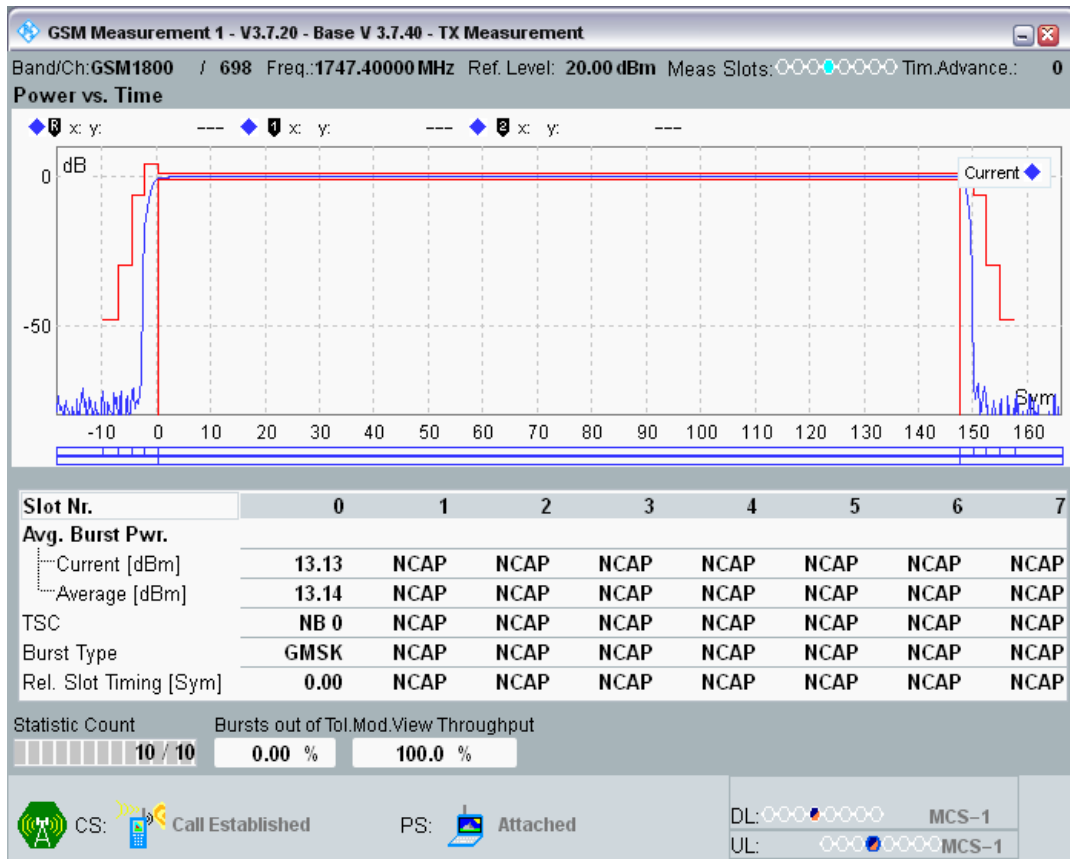 GSM Measurement 1 - V3.7.20 - Base V 3.7.40 - TX Measurement
Band/Ch:GSM1800 / 698 Freq.:1747.40000 MHz Ref. Level: 20.00 dBm Meas Slots: Tim.Advance.: 0
Power vs. Time
R x: y: --- 1 x: y: --- 2 x: y: ---
dB
Current
0
-50
Sym
-10 0 10 20 30 40 50 60 70 80 90 100 110 120 130 140 150 160
Slot Nr. 0 1 2 3 4 5 6 7
Avg. Burst Pwr.
Current [dBm] 13.13 NCAP NCAP NCAP NCAP NCAP NCAP NCAP
Average [dBm] 13.14 NCAP NCAP NCAP NCAP NCAP NCAP NCAP
TSC NB 0 NCAP NCAP NCAP NCAP NCAP NCAP NCAP
Burst Type GMSK NCAP NCAP NCAP NCAP NCAP NCAP NCAP
Rel. Slot Timing [Sym] 0.00 NCAP NCAP NCAP NCAP NCAP NCAP NCAP
Statistic Count Bursts out of Tol.Mod.View Throughput
10 / 10 0.00 % 100.0 %
CS: Call Established PS: Attached
DL: MCS-1
UL: MCS-1